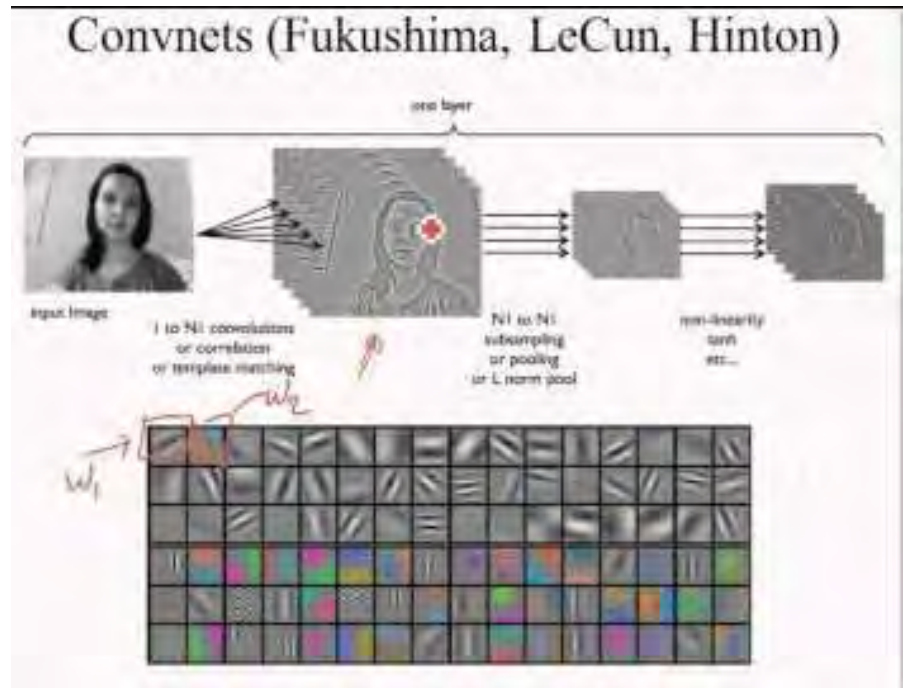 Convnets (Fukushima, LeCun, Hinton)
one layer
input image
1 to N1 convolutions
or correlation
or template matching
N1 to N1
subsampling
or pooling
or L norm pool
non-linearity
tanh
etc...
W2
W1